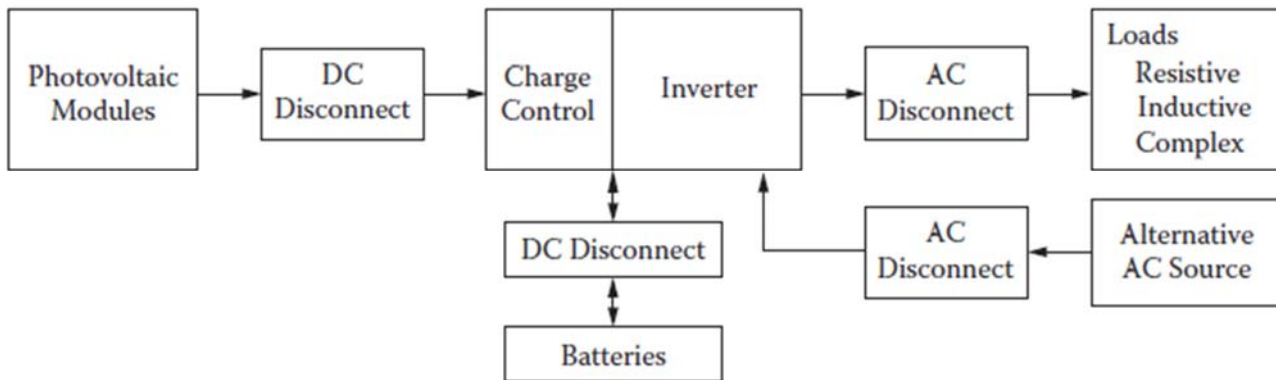 Photovoltaic
Modules
DC
Disconnect
Charge
Control
Inverter
AC
Disconnect
Loads
Resistive
Inductive
Complex
DC Disconnect
Batteries
AC
Disconnect
Alternative
AC Source